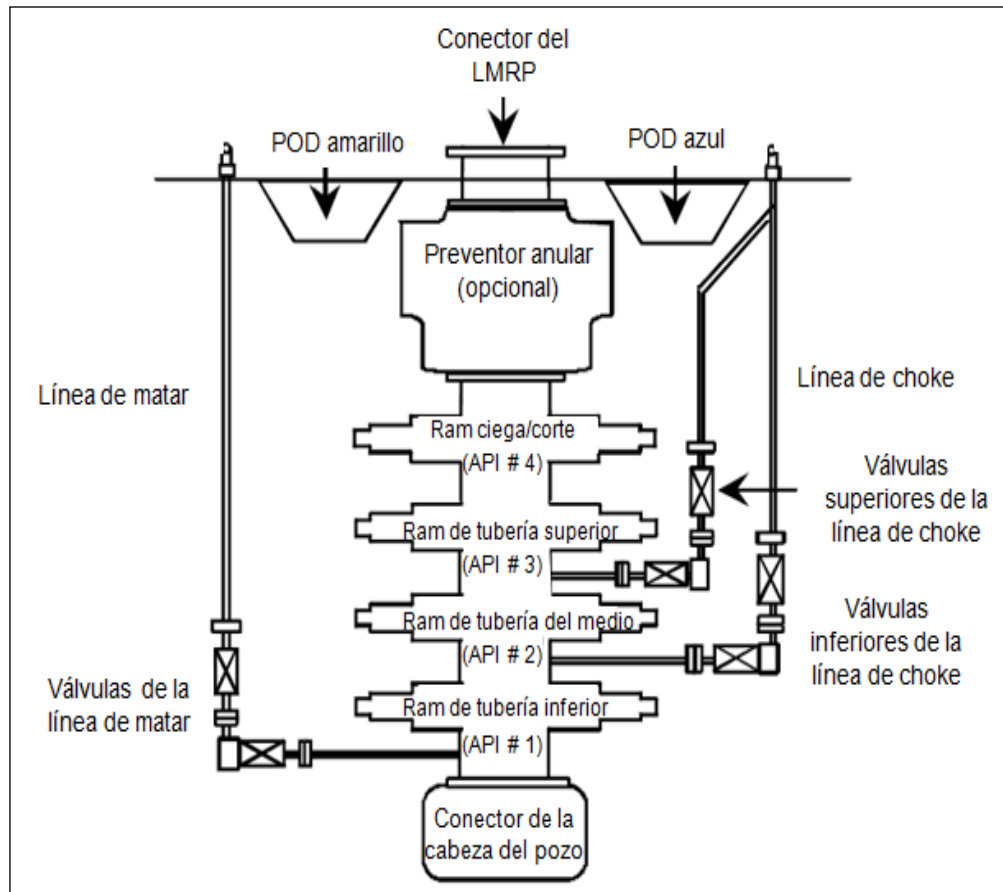 Conector del
LMRP
POD amarillo
POD azul
Preventor anular
(opcional)
Línea de matar
Línea de choke
Ram ciega/corte
(API # 4)
Válvulas
superiores de la
línea de choke
Ram de tubería superior
(API # 3)
Ram de tubería del medio
(API # 2)
Válvulas
inferiores de la
línea de choke
Válvulas de la
línea de matar
Ram de tubería inferior
(API # 1)
Conector de la
cabeza del pozo